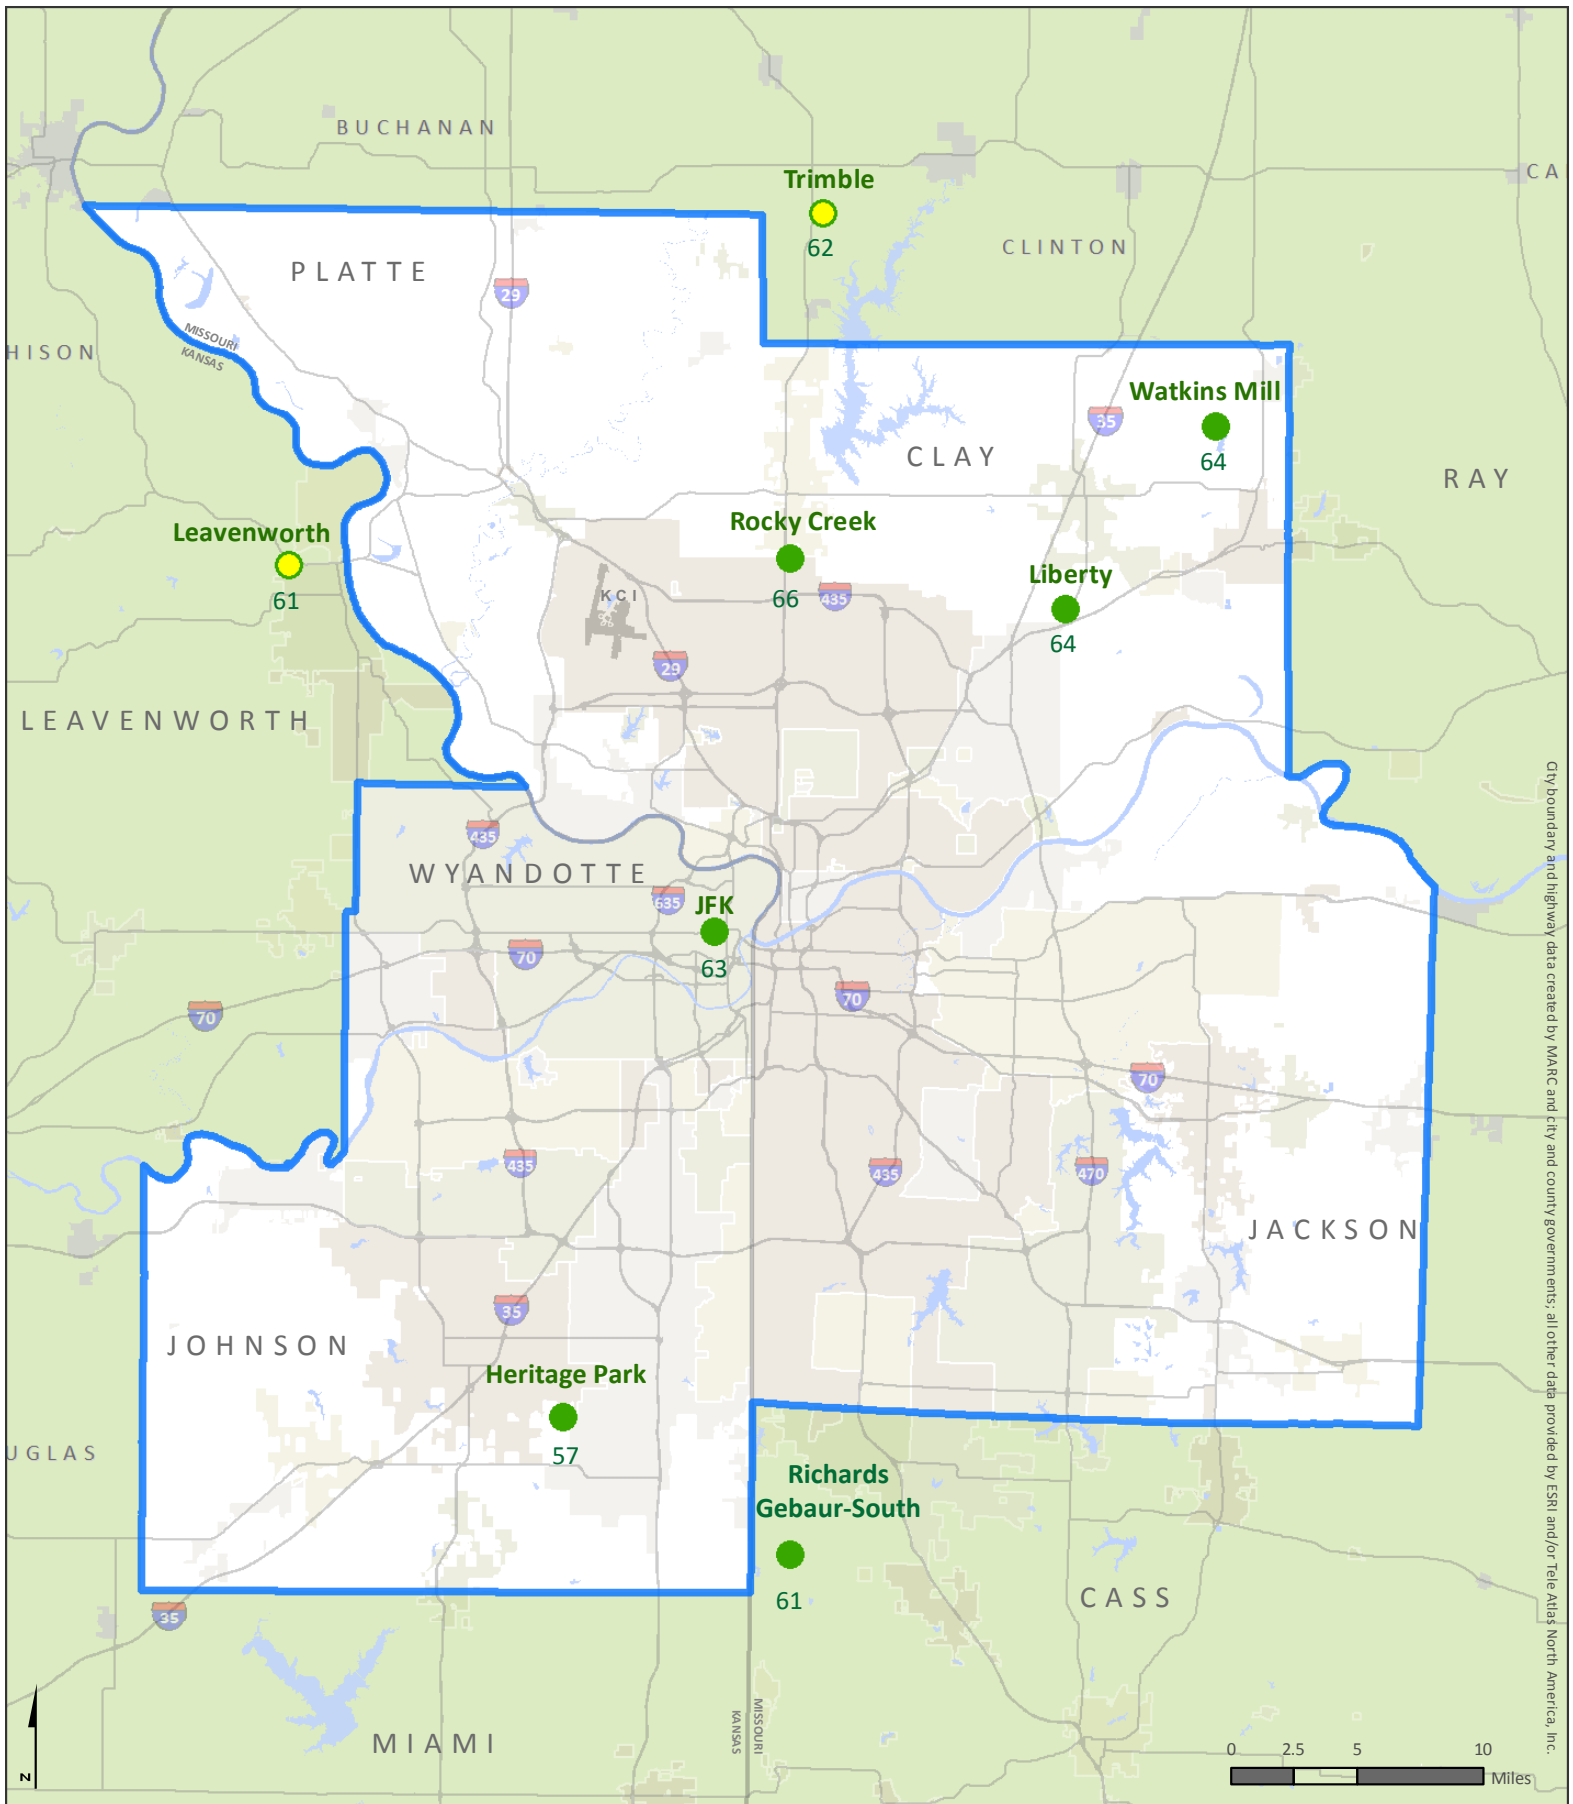 BUCHANAN
CA
Trimble
62
CLINTON
PLATTE
29
MISSOURI
KANSAS
HISON
Watkins Mill
35
64
CLAY
RAY
Leavenworth
61
Rocky Creek
66
435
KCI
Liberty
64
29
LEAVENWORTH
435
WYANDOTTE
635
JFK
63
70
70
70
70
435
435
470
JACKSON
35
JOHNSON
Heritage Park
57
UGLAS
Richards
Gebaur-South
61
CASS
35
MIAMI
KANSAS
MISSOURI
N
0 2.5 5 10
Miles
City boundary and highway data created by MARC and city and county governments; all other data provided by ESRI and/or Tele Atlas North America, Inc.